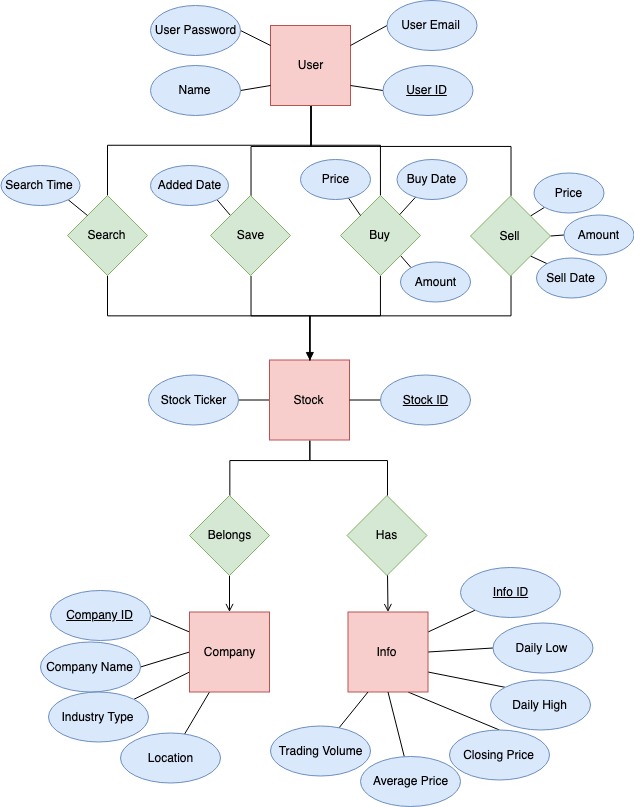 User Email
User Password
User
Name
User ID
Search Time
Added Date
Price
Buy Date
Price
Search
Save
Buy
Sell
Amount
Amount
Sell Date
Stock Ticker
Stock
Stock ID
Belongs
Has
Info ID
Company ID
Daily Low
Company
Info
Company Name
Daily High
Industry Type
Trading Volume
Closing Price
Location
Average Price